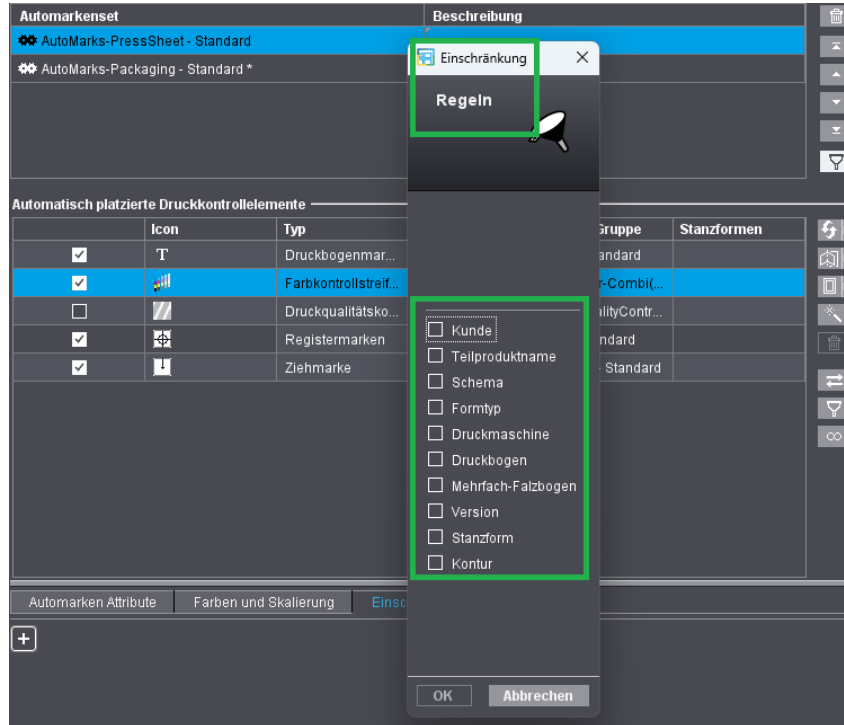 Automarkenset Beschreibung
AutoMarks-PressSheet - Standard
AutoMarks-Packaging - Standard *
Einschränkung
Regeln
Automatisch platzierte Druckkontrollelemente
Icon Typ Gruppe Stanzformen
T Druckbogenmar... andard
Farbkontrollstreif... r-Combi(...
Druckqualitätsko... alityContr...
Registermarken ndard
Ziehmarke - Standard
Kunde
Teilproduktname
Schema
Formtyp
Druckmaschine
Druckbogen
Mehrfach-Falzbogen
Version
Stanzform
Kontur
Automarken Attribute Farben und Skalierung Einsc
OK Abbrechen